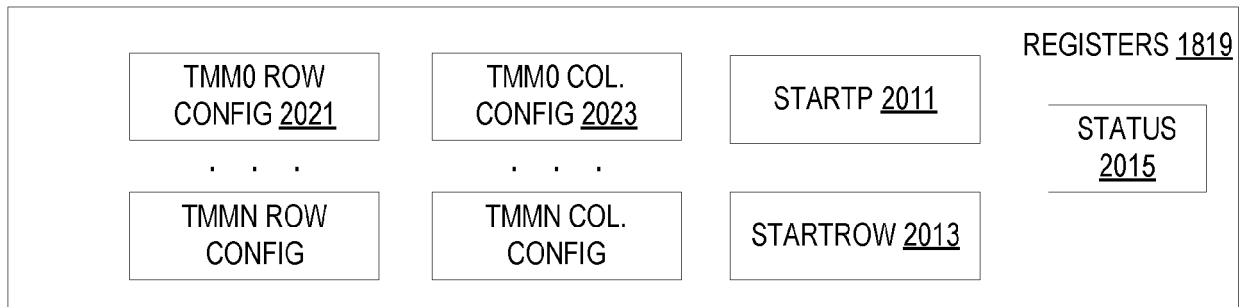 REGISTERS 1819
TMM0 ROW
CONFIG 2021
TMM0 COL.
CONFIG 2023
STARTP 2011
STATUS
2015
. . .
. . .
TMMN ROW
CONFIG
TMMN COL.
CONFIG
STARTROW 2013